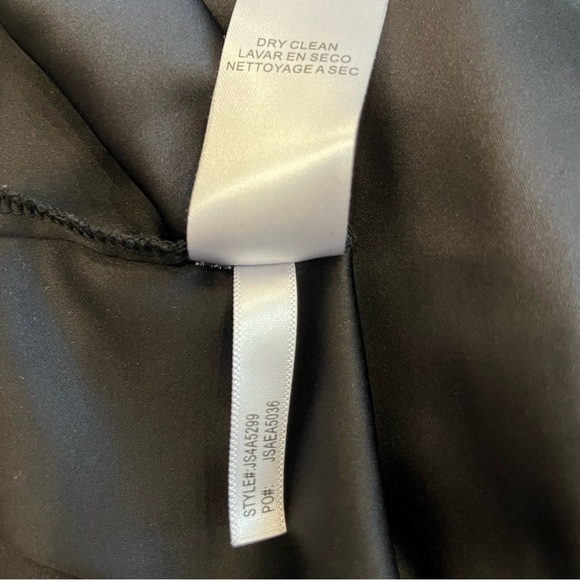 DRY CLEAN
LAVAR EN SECO
NETTOYAGE A SEC
STYLE#:JS4A5299
PO#: JSAEA5036